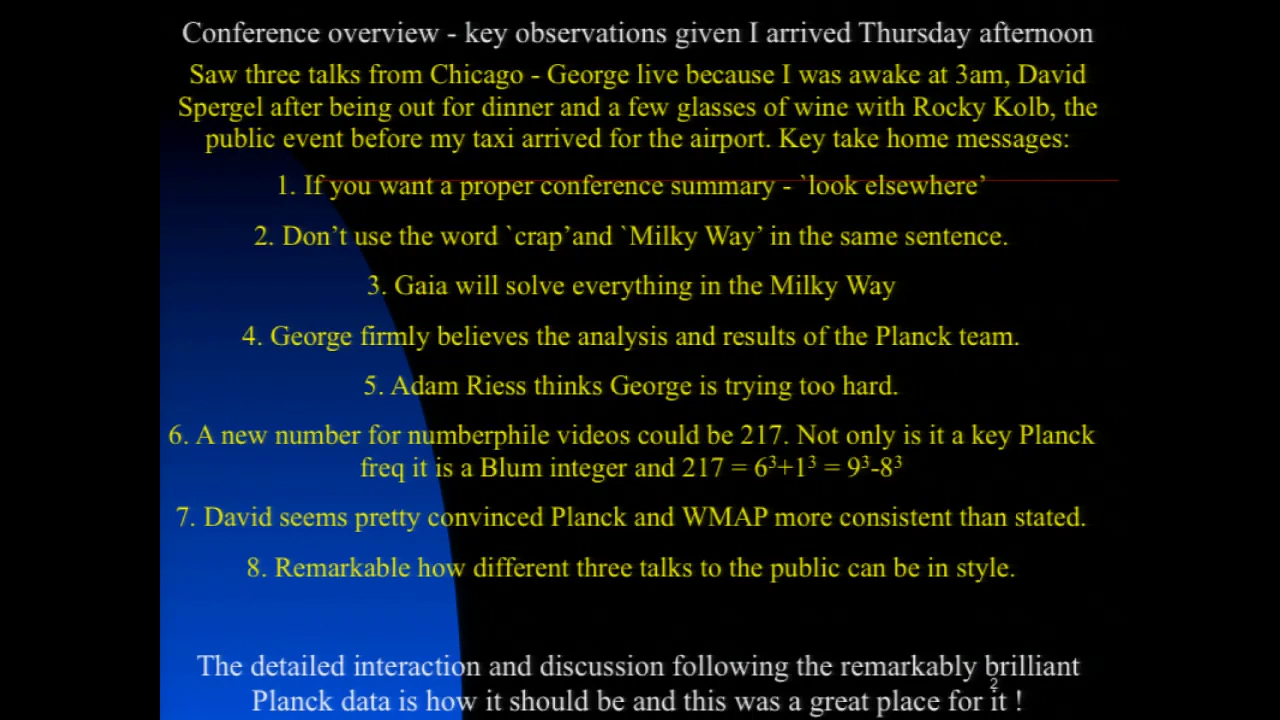 Conference overview - key observations given I arrived Thursday afternoon
Saw three talks from Chicago - George live because I was awake at 3am, David
Spergel after being out for dinner and a few glasses of wine with Rocky Kolb, the
public event before my taxi arrived for the airport. Key take home messages:
1. If you want a proper conference summary - `look elsewhere’
2. Don’t use the word `crap’and `Milky Way’ in the same sentence.
3. Gaia will solve everything in the Milky Way
4. George firmly believes the analysis and results of the Planck team.
5. Adam Riess thinks George is trying too hard.
6. A new number for numberphile videos could be 217. Not only is it a key Planck
freq it is a Blum integer and 217 = 6³+1³ = 9³-8³
7. David seems pretty convinced Planck and WMAP more consistent than stated.
8. Remarkable how different three talks to the public can be in style.
The detailed interaction and discussion following the remarkably brilliant
Planck data is how it should be and this was a great place for it !
2